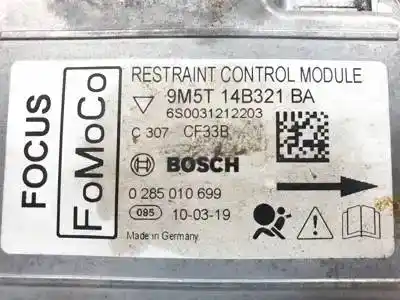 FOCUS
FoMoCo
RESTRAINT CONTROL MODULE
9M5T 14B321 BA
6S0031212203
C 307 CF33B
BOSCH
0 285 010 699
095 10-03-19
Made in Germany